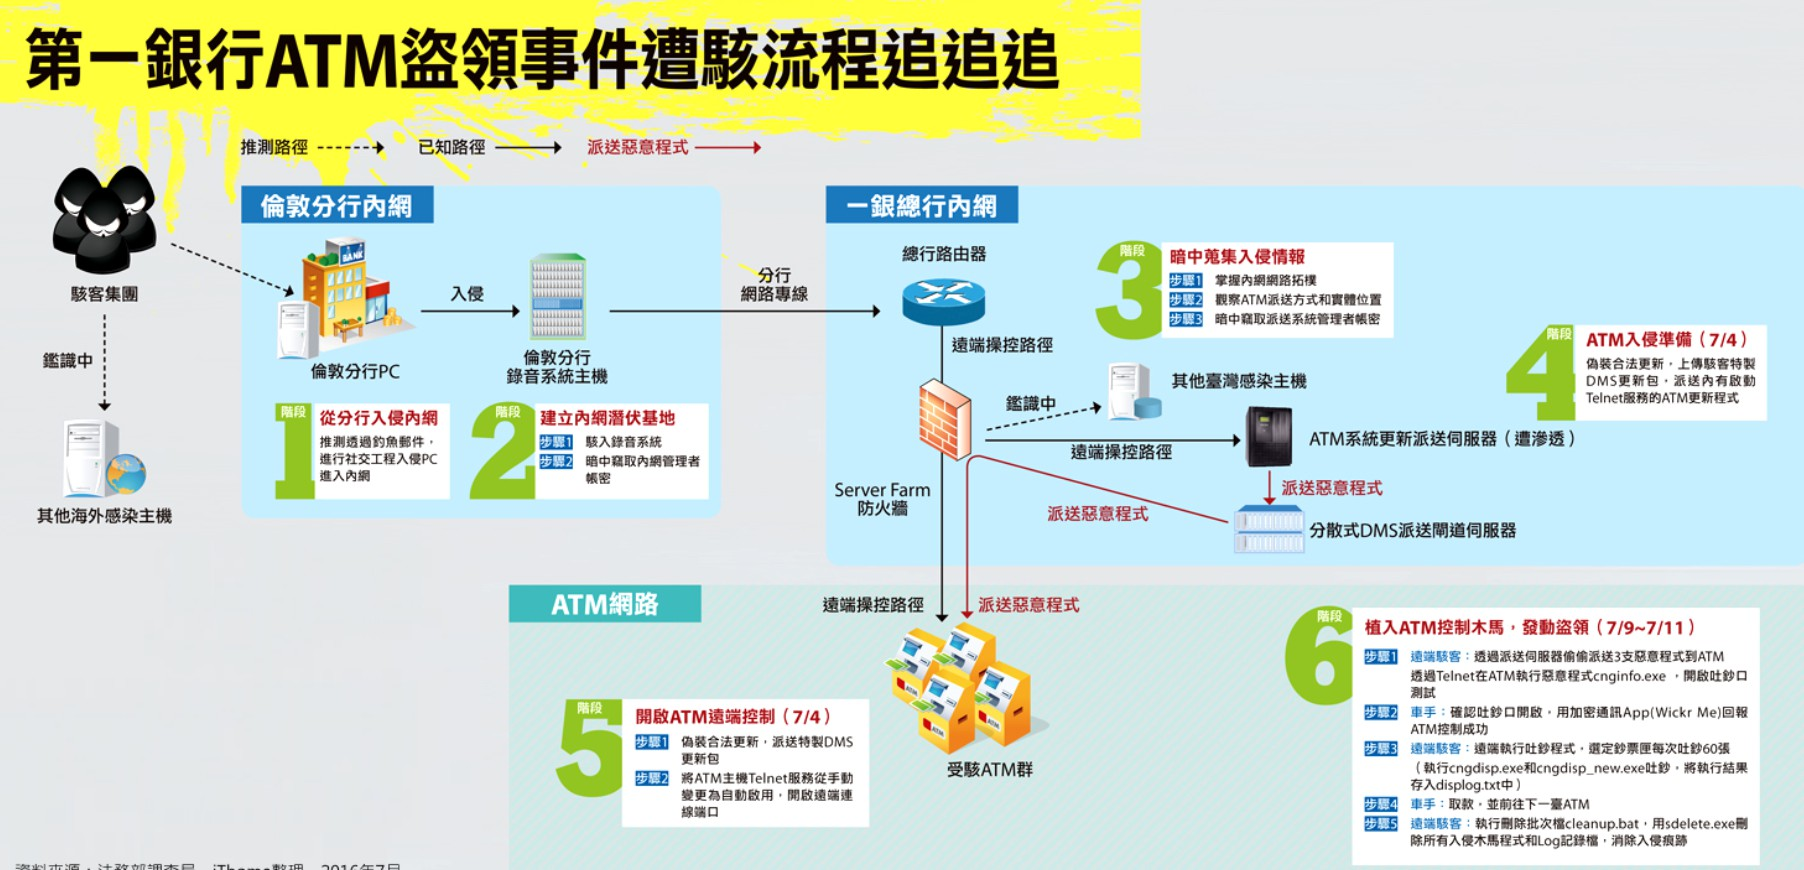 第一銀行ATM盜領事件遭駭流程追追追
推測路徑
已知路徑
派送惡意程式
駭客集團
鑑識中
其他海外感染主機
倫敦分行內網
BANK
倫敦分行PC
入侵
倫敦分行
錄音系統主機
階段
1
從分行入侵內網
推測透過釣魚郵件，
進行社交工程入侵PC
進入內網
階段
2
建立內網潛伏基地
步驟1 駭入錄音系統
步驟2 暗中竊取內網管理者
帳密
分行
網路專線
一銀總行內網
總行路由器
遠端操控路徑
階段
3
暗中蒐集入侵情報
步驟1 掌握內網網路拓樸
步驟2 觀察ATM派送方式和實體位置
步驟3 暗中竊取派送系統管理者帳密
階段
4
ATM入侵準備（7/4）
偽裝合法更新，上傳駭客特製
DMS更新包，派送內有啟動
Telnet服務的ATM更新程式
鑑識中
其他臺灣感染主機
遠端操控路徑
ATM系統更新派送伺服器（遭滲透）
派送惡意程式
Server Farm
防火牆
派送惡意程式
分散式DMS派送閘道伺服器
ATM網路
遠端操控路徑
派送惡意程式
ATM
ATM
ATM
受駭ATM群
階段
5
開啟ATM遠端控制（7/4）
步驟1 偽裝合法更新，派送特製DMS
更新包
步驟2 將ATM主機Telnet服務從手動
變更為自動啟用，開啟遠端連
線端口
階段
6
植入ATM控制木馬，發動盜領（7/9~7/11）
步驟1 遠端駭客：透過派送伺服器偷偷派送3支惡意程式到ATM
透過Telnet在ATM執行惡意程式cnginfo.exe ，開啟吐鈔口
測試
步驟2 車手：確認吐鈔口開啟，用加密通訊App(Wickr Me)回報
ATM控制成功
步驟3 遠端駭客：遠端執行吐鈔程式，選定鈔票匣每次吐鈔60張
（執行cngdisp.exe和cngdisp_new.exe吐鈔，將執行結果
存入displog.txt中）
步驟4 車手：取款，並前往下一臺ATM
步驟5 遠端駭客：執行刪除批次檔cleanup.bat，用sdelete.exe刪
除所有入侵木馬程式和Log記錄檔，消除入侵痕跡
資料來源：法務部調查局，iThome整理，2016年7月